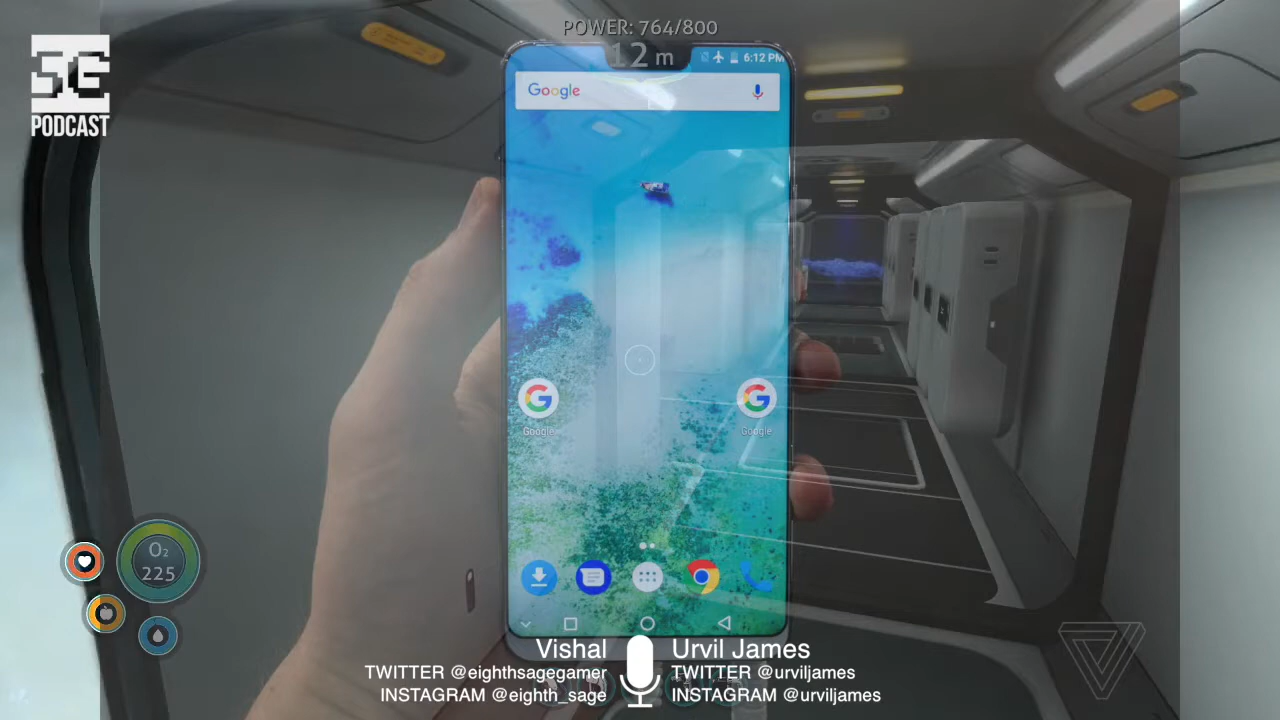 POWER: 764/800
12 m
6:12 PM
PODCAST
Google
Google
Google
O₂
225
Vishal
TWITTER @eighthsagegamer
INSTAGRAM @eighth_sage
Urvil James
TWITTER @urviljames
INSTAGRAM @urviljames